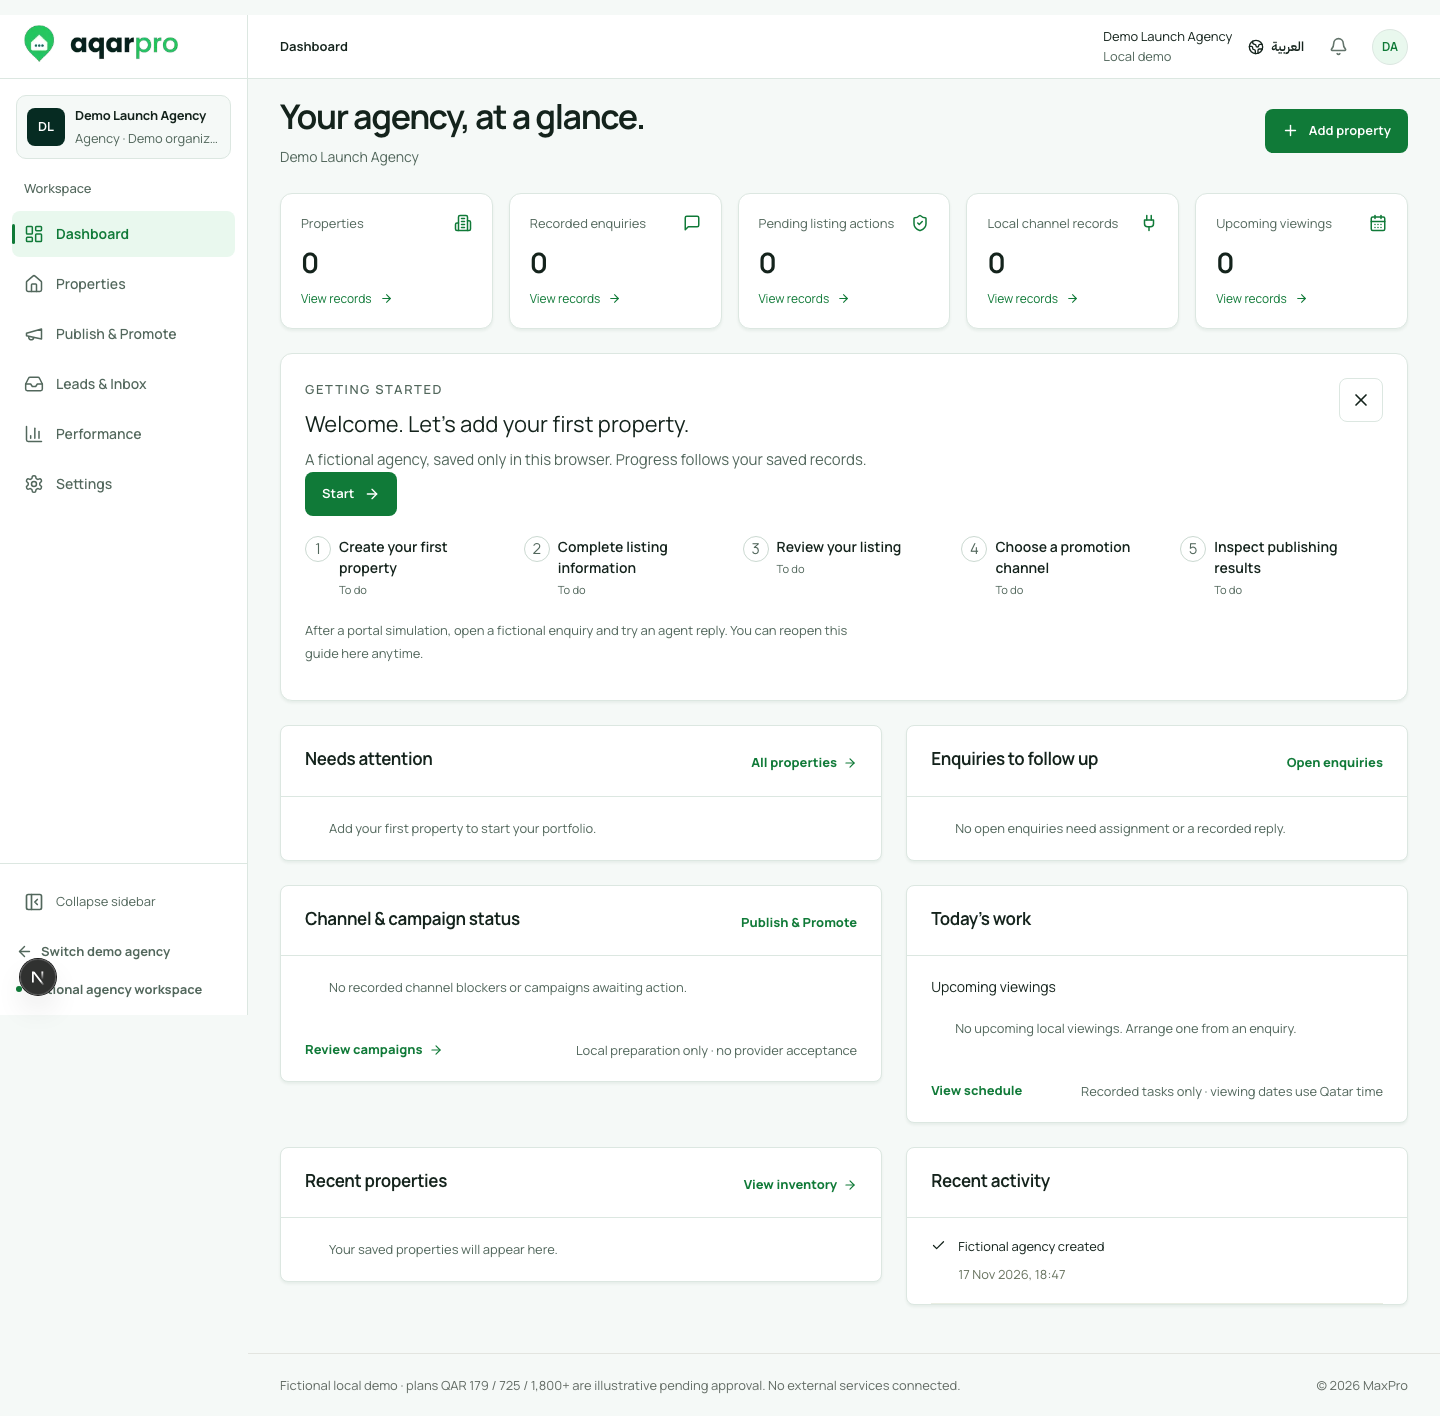 aqarpro
Dashboard
Demo Launch Agency
Local demo
العربية
DA
DL
Demo Launch Agency
Agency · Demo organiz...
Workspace
Dashboard
Properties
Publish & Promote
Leads & Inbox
Performance
Settings
Collapse sidebar
Switch demo agency
agency workspace
Your agency, at a glance.
Demo Launch Agency
Add property
Properties
0
View records
Recorded enquiries
0
View records
Pending listing actions
0
View records
Local channel records
0
View records
Upcoming viewings
0
View records
GETTING STARTED
Welcome. Let's add your first property.
A fictional agency, saved only in this browser. Progress follows your saved records.
Start
1
Create your first
property
To do
2
Complete listing
information
To do
3
Review your listing
To do
4
Choose a promotion
channel
To do
5
Inspect publishing
results
To do
After a portal simulation, open a fictional enquiry and try an agent reply. You can reopen this
guide here anytime.
Needs attention
All properties
Add your first property to start your portfolio.
Enquiries to follow up
Open enquiries
No open enquiries need assignment or a recorded reply.
Channel & campaign status
Publish & Promote
No recorded channel blockers or campaigns awaiting action.
Review campaigns
Local preparation only · no provider acceptance
Today's work
Upcoming viewings
No upcoming local viewings. Arrange one from an enquiry.
View schedule
Recorded tasks only · viewing dates use Qatar time
Recent properties
View inventory
Your saved properties will appear here.
Recent activity
Fictional agency created
17 Nov 2026, 18:47
Fictional local demo · plans QAR 179 / 725 / 1,800+ are illustrative pending approval. No external services connected.
© 2026 MaxPro